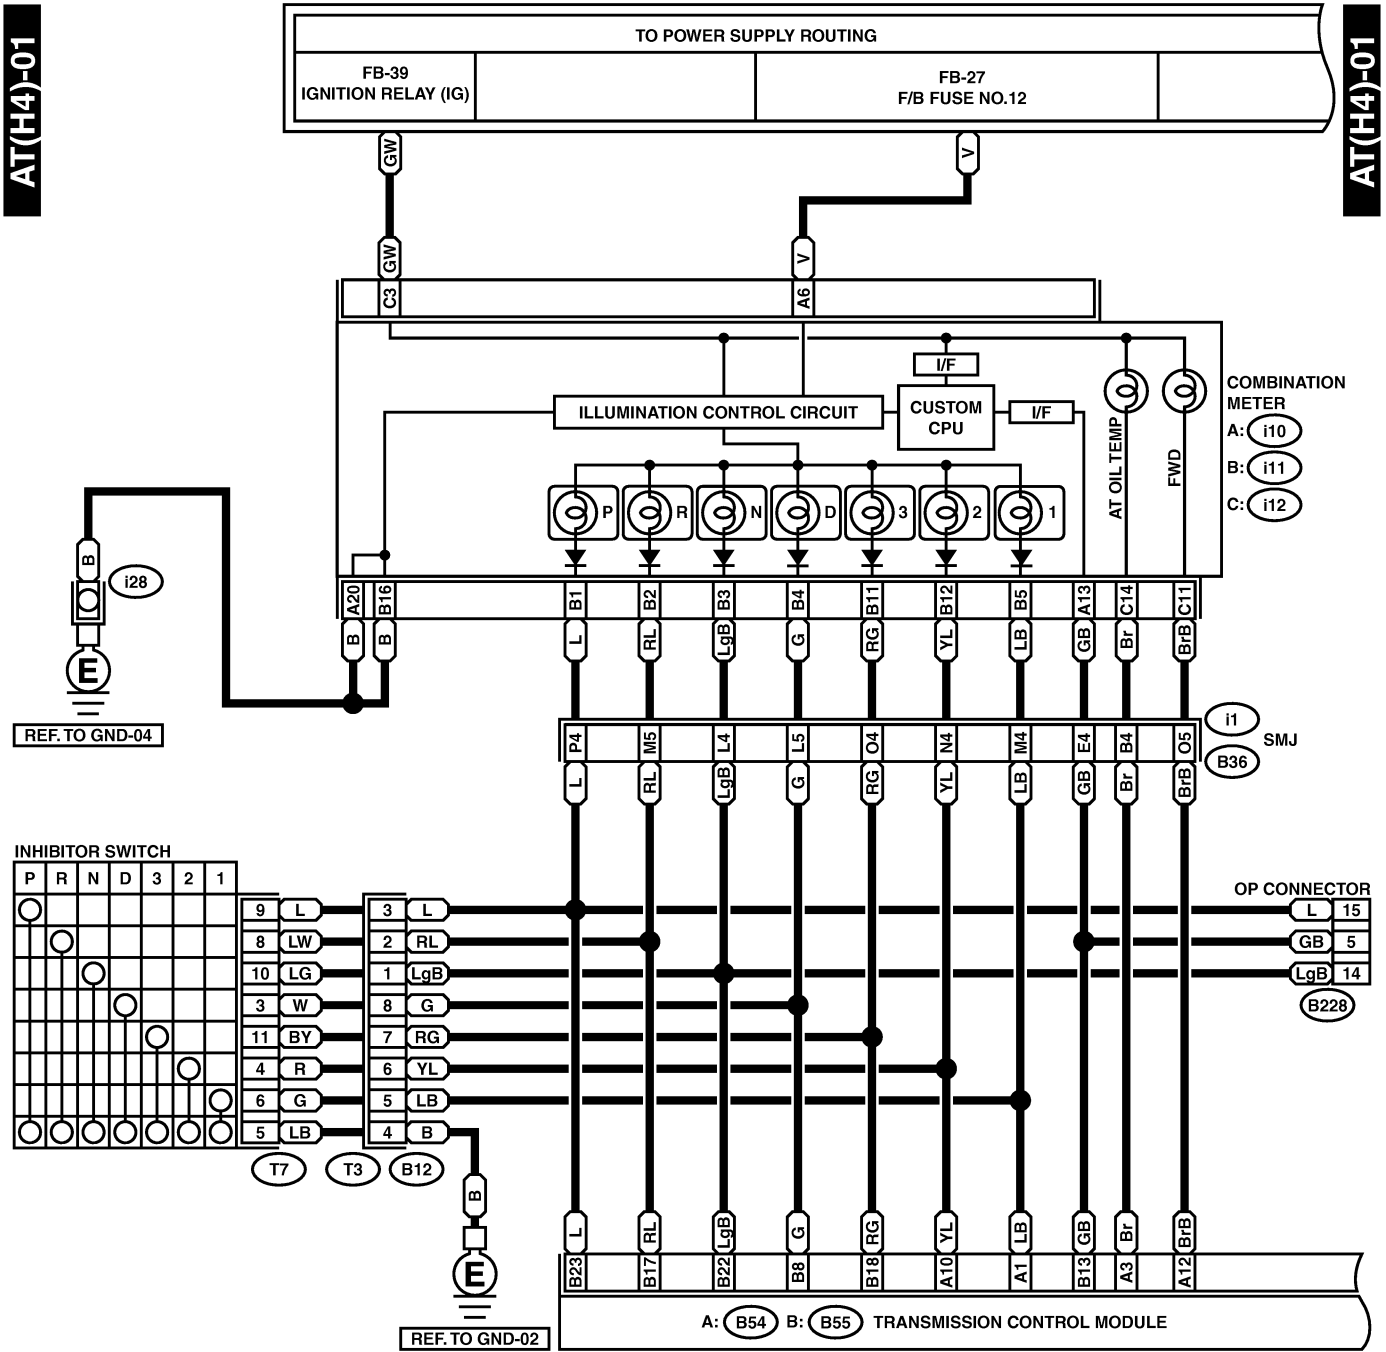 AT(H4)-01
AT(H4)-01
TO POWER SUPPLY ROUTING
FB-39
IGNITION RELAY (IG)
FB-27
F/B FUSE NO.12
GW
V
GW
V
C3
A6
I/F
ILLUMINATION CONTROL CIRCUIT
CUSTOM
CPU
I/F
AT OIL TEMP
FWD
COMBINATION
METER
A: i10
B: i11
C: i12
P R N D 3 2 1
B
i28
E
REF. TO GND-04
A20 B16 B1 B2 B3 B4 B11 B12 B5 A13 C14 C11
B B L RL LgB G RG YL LB GB Br BrB
i1
SMJ
B36
P4 M5 L4 L5 O4 N4 M4 E4 B4 O5
L RL LgB G RG YL LB GB Br BrB
INHIBITOR SWITCH
P R N D 3 2 1
OP CONNECTOR
9 L 3 L L 15
8 LW 2 RL GB 5
10 LG 1 LgB LgB 14
3 W 8 G B228
11 BY 7 RG
4 R 6 YL
6 G 5 LB
5 LB 4 B
T7 T3 B12
B
E
REF. TO GND-02
L RL LgB G RG YL LB GB Br BrB
B23 B17 B22 B8 B18 A10 A1 B13 A3 A12
A: B54 B: B55 TRANSMISSION CONTROL MODULE